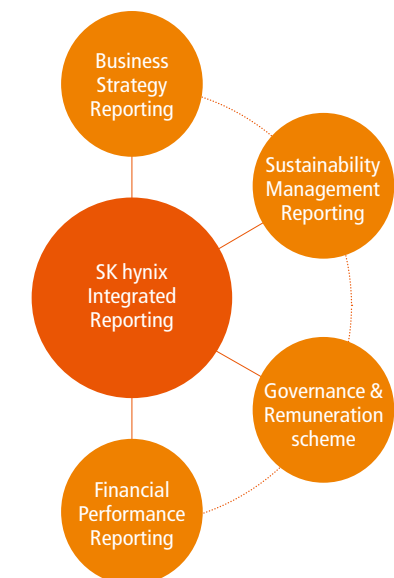 Business
Strategy
Reporting
Sustainability
Management
Reporting
SK hynix
Integrated
Reporting
Governance &
Remuneration
scheme
Financial
Performance
Reporting